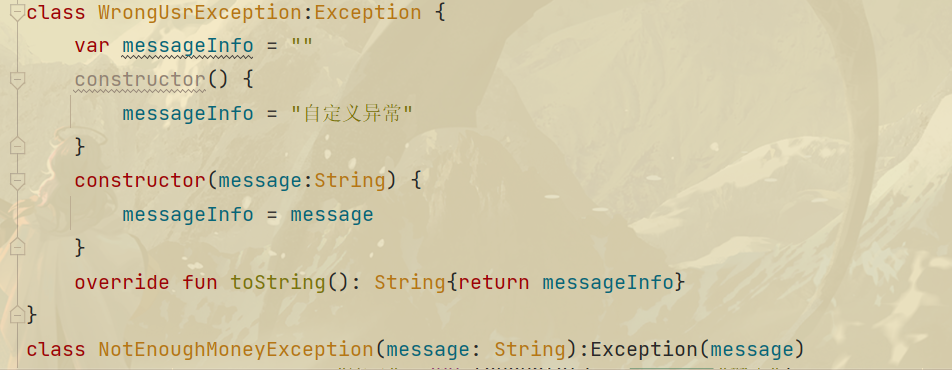 class WrongUsrException:Exception {
    var messageInfo = ""
    constructor() {
        messageInfo = "自定义异常"
    }
    constructor(message:String) {
        messageInfo = message
    }
    override fun toString(): String{return messageInfo}
}
class NotEnoughMoneyException(message: String):Exception(message)